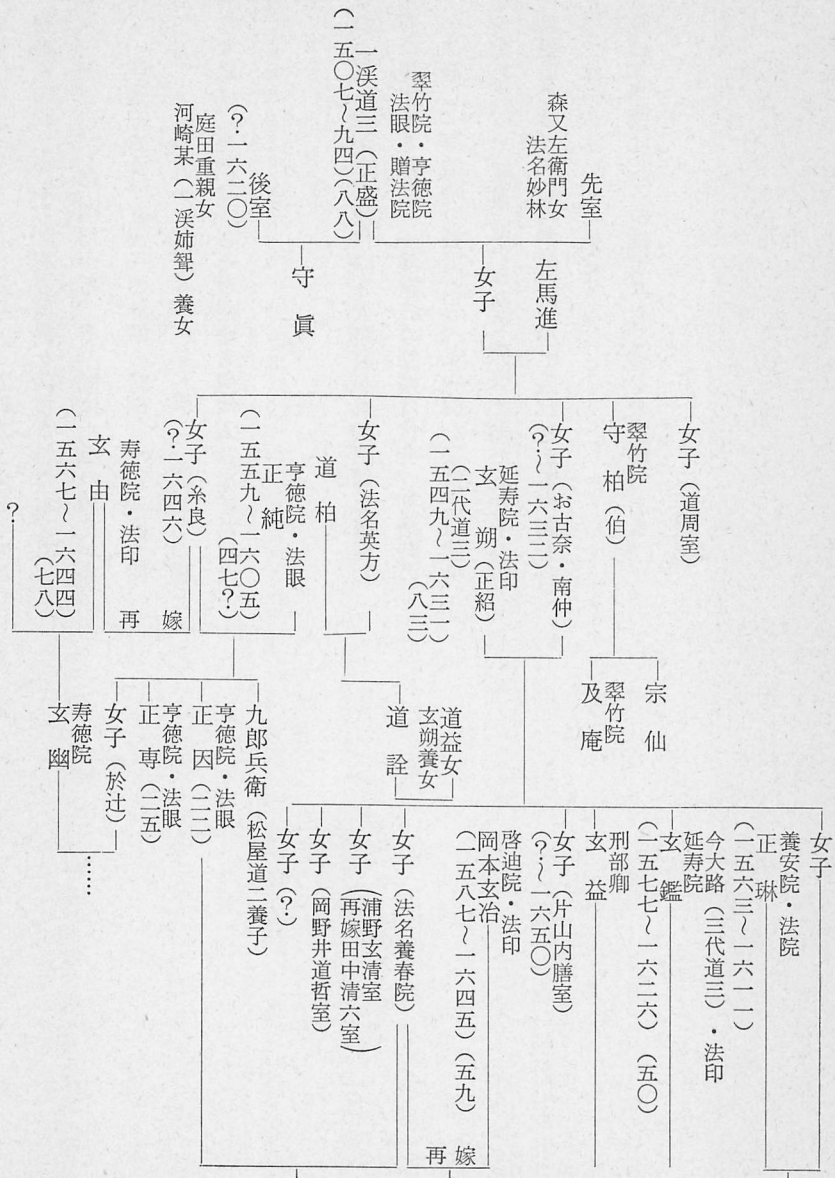 先室
森又左衛門女
法名妙林
翠竹院・亨徳院
法眼・贈法院
一渓道三（正盛）
（一五〇七～九四）（八八）
後室
（？-一六二〇）
庭田重親女
河崎某（一渓姉聟）養女
左馬進
女子
守眞
女子（道周室）
翠竹院
守柏（伯）
女子（お古奈・南仲）
（？～一六三二）
延寿院・法印
玄朔（正紹）
（二代道三）
（一五四九～一六三一）
（八三）
女子（法名英方）
道柏
亨徳院・法眼
正純
（一五五九～一六〇五）
（四七？）
女子（糸良）
（？-一六四六）
再嫁
寿徳院・法印
玄由
（一五六七～一六四四）
（七八）
？
宗仙
翠竹院
及庵
道益女
玄朔養女
道詮
九郎兵衛（松屋道二養子）
亨徳院・法眼
正因（二二）
亨徳院・法眼
正専（二五）
女子（於辻）
寿徳院
玄幽
……
女子
養安院・法院
正琳
（一五六三～一六一一）
今大路（三代道三）・法印
延寿院
玄鑑
（一五七七～一六二六）（五〇）
刑部卿
玄益
女子（片山内膳室）
（？～一六五〇）
啓迪院・法印
岡本玄冶
（一五八七～一六四五）（五九）
再嫁
女子（法名養春院）
女子（浦野玄清室
再嫁田中清六室）
女子（岡野井道哲室）
女子（？）